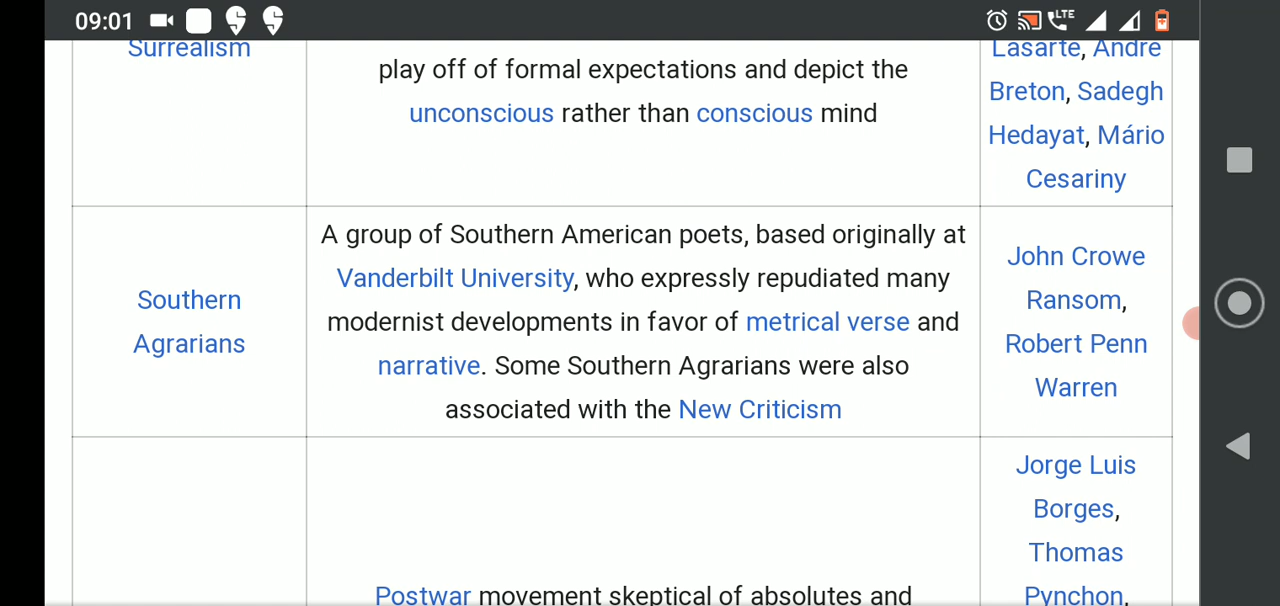 09:01
LTE
Surrealism
play off of formal expectations and depict the
unconscious rather than conscious mind
Lasarte, André
Breton, Sadegh
Hedayat, Mário
Cesariny
Southern
Agrarians
A group of Southern American poets, based originally at
Vanderbilt University, who expressly repudiated many
modernist developments in favor of metrical verse and
narrative. Some Southern Agrarians were also
associated with the New Criticism
John Crowe
Ransom,
Robert Penn
Warren
Postwar movement skeptical of absolutes and
Jorge Luis
Borges,
Thomas
Pynchon,